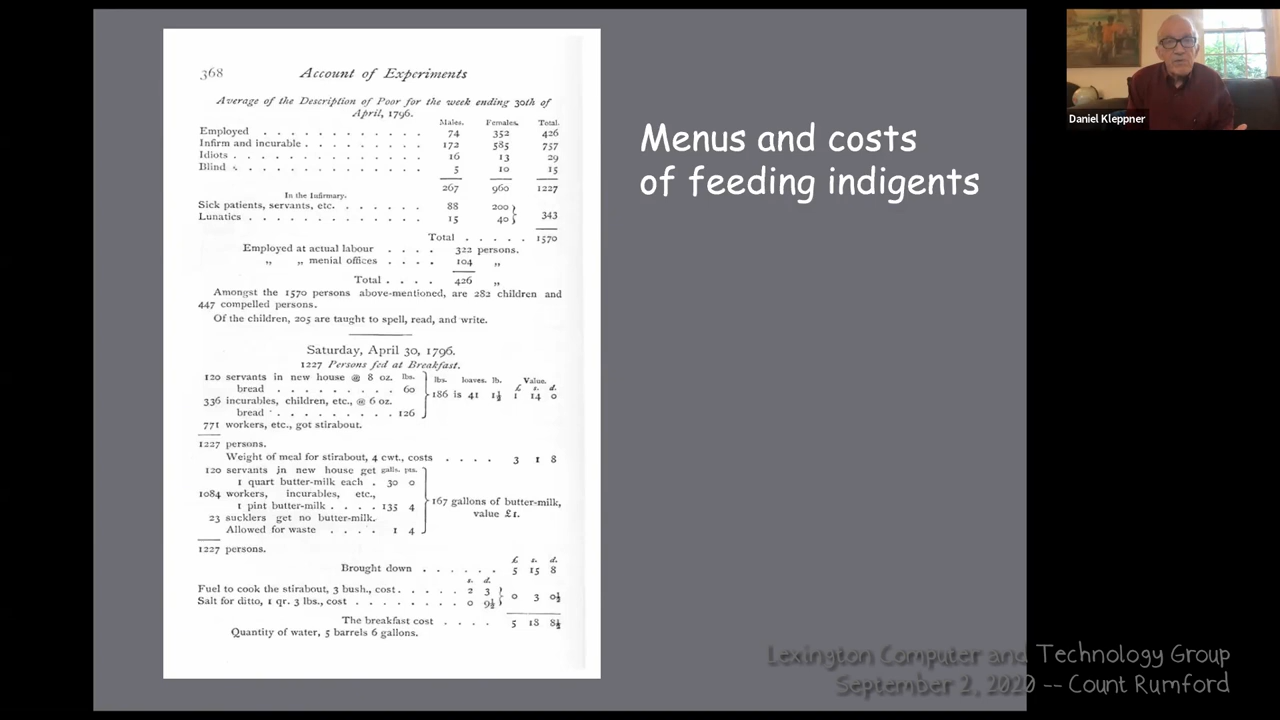 368 Account of Experiments
Average of the Description of Poor for the week ending 30th of
April, 1796.
Males. Females. Total.
Employed . . . . . . . . . . . 74 352 426
Infirm and incurable . . . . . . . . . 172 585 757
Idiots . . . . . . . . . . . . . 16 13 29
Blind . . . . . . . . . . . . . 5 10 15
267 960 1227
In the Infirmary.
Sick patients, servants, etc. . . . . . . 88 200
Lunatics . . . . . . . . . . . . 15 40 } 343
Total . . . . . 1570
Employed at actual labour . . . . 322 persons.
„ „ menial offices . . . . 104 „
Total . . . . 426 „
Amongst the 1570 persons above-mentioned, are 282 children and
447 compelled persons.
Of the children, 205 are taught to spell, read, and write.
Saturday, April 30, 1796.
1227 Persons fed at Breakfast.
120 servants in new house @ 8 oz. lbs.
bread . . . . . . . . 60
336 incurables, children, etc., @ 6 oz.
bread . . . . . . . . . 126
lbs. loaves. lb. Value.
£ s. d.
186 is 41 1½ 1 14 0
771 workers, etc., got stirabout.
1227 persons.
Weight of meal for stirabout, 4 cwt., costs . . . . 3 1 8
120 servants in new house get galls. pts.
1 quart butter-milk each . 30 0
1084 workers, incurables, etc.,
1 pint butter-milk . . . . 135 4
23 sucklers get no butter-milk.
Allowed for waste . . . . 1 4
167 gallons of butter-milk,
value £1.
1227 persons.
£ s. d.
Brought down . . . . . . 5 15 8
s. d.
Fuel to cook the stirabout, 3 bush., cost . . . . . 2 3
Salt for ditto, 1 qr. 3 lbs., cost . . . . . . . . 0 9½ } 0 3 0½
The breakfast cost . . . . 5 18 8½
Quantity of water, 5 barrels 6 gallons.
Menus and costs
of feeding indigents
Daniel Kleppner
Lexington Computer and Technology Group
September 2, 2020 -- Count Rumford